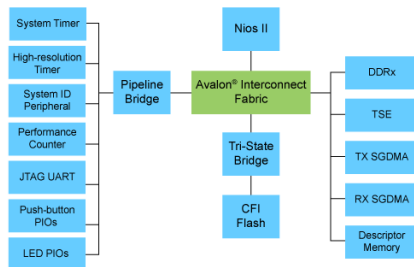 System Timer
High-resolution
Timer
System ID
Peripheral
Performance
Counter
JTAG UART
Push-button
PIOs
LED PIOs
Pipeline
Bridge
Nios II
Avalon® Interconnect
Fabric
Tri-State
Bridge
CFI
Flash
DDRx
TSE
TX SGDMA
RX SGDMA
Descriptor
Memory